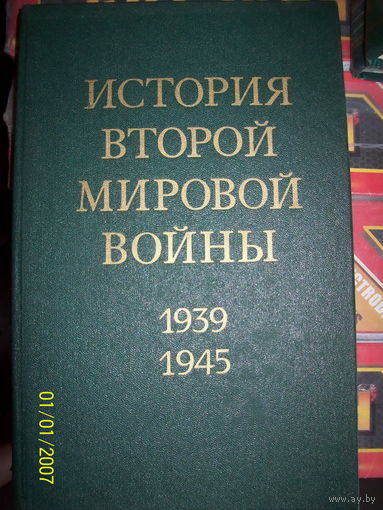 ИСТОРИЯ
ВТОРОЙ
МИРОВОЙ
ВОЙНЫ
1939
1945
01/01/2007
www.ay.by